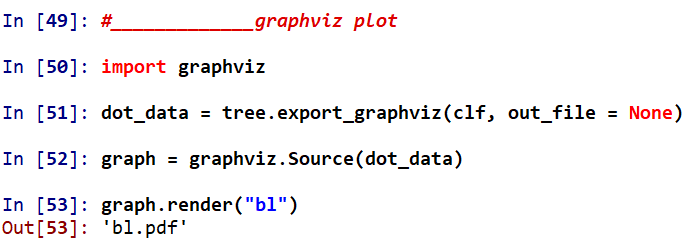 In [49]: #_____________graphviz plot
In [50]: import graphviz
In [51]: dot_data = tree.export_graphviz(clf, out_file = None)
In [52]: graph = graphviz.Source(dot_data)
In [53]: graph.render("bl")
Out[53]: 'bl.pdf'